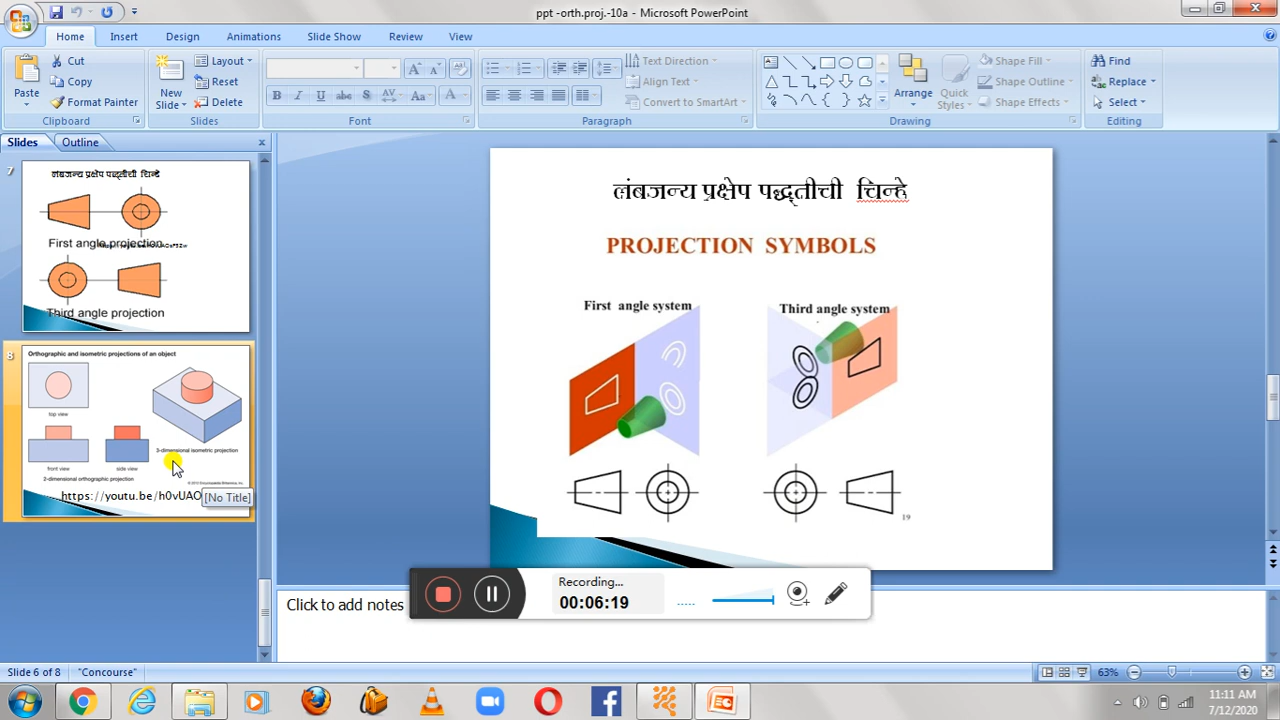 ppt -orth.proj.-10a - Microsoft PowerPoint
Home Insert Design Animations Slide Show Review View
Paste
Cut
Copy
Format Painter
Clipboard
New Slide
Layout
Reset
Delete
Slides
B I U abc S AV Aa A
Font
Text Direction
Align Text
Convert to SmartArt
Paragraph
Arrange
Quick Styles
Shape Fill
Shape Outline
Shape Effects
Drawing
Find
Replace
Select
Editing
Slides Outline
7
लंबजन्य प्रक्षेप पद्धतीची चिन्हे
First angle projection
Third angle projection
8
Orthographic and isometric projections of an object
top view
3-dimensional isometric projection
front view
side view
2-dimensional orthographic projection
https://youtu.be/h0vUAO
[No Title]
लंबजन्य प्रक्षेप पद्धतीची चिन्हे
PROJECTION SYMBOLS
First angle system
Third angle system
19
Recording...
00:06:19
Click to add notes
Slide 6 of 8 "Concourse"
63%
11:11 AM
7/12/2020